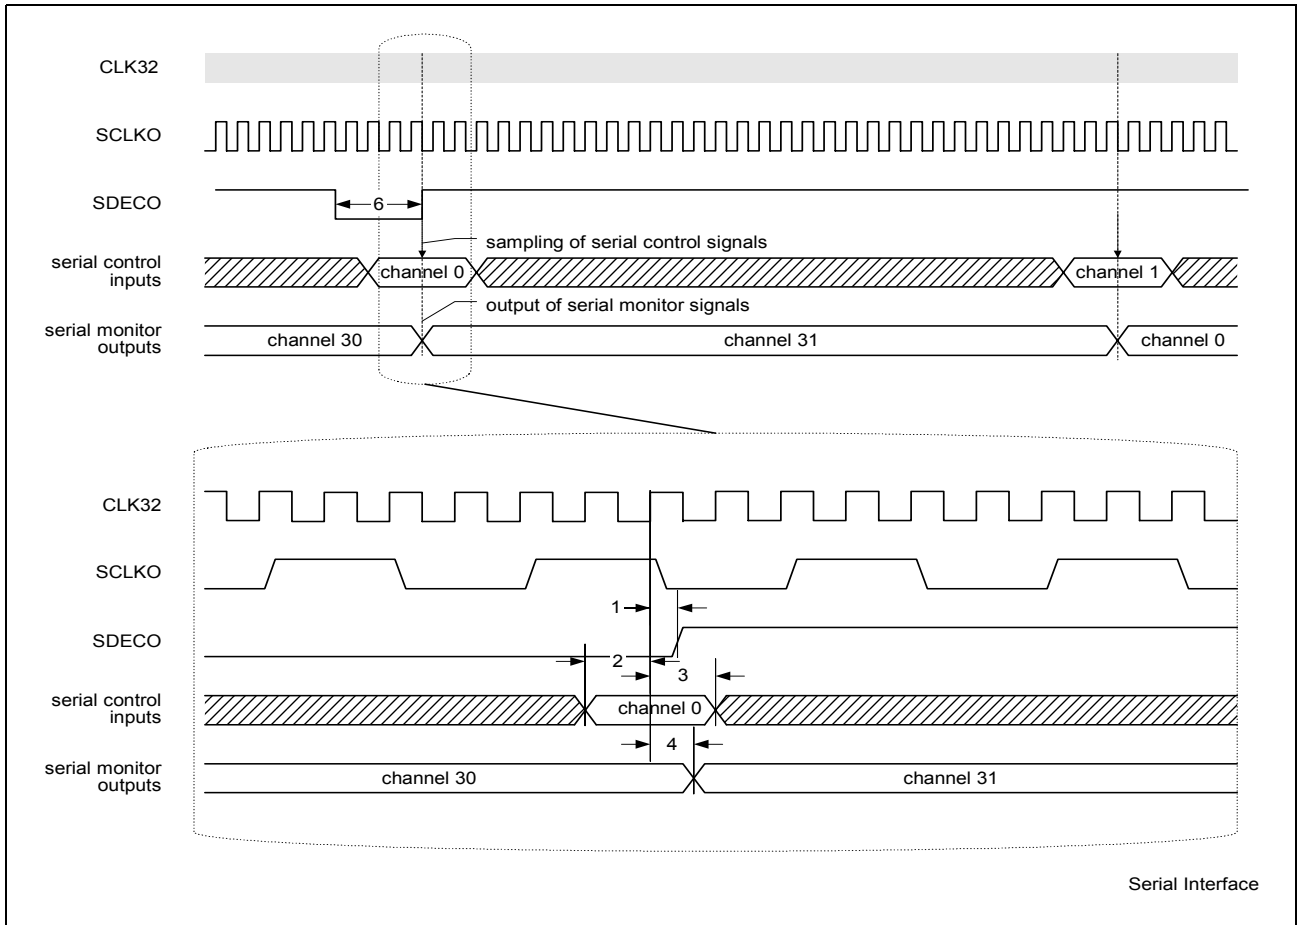 CLK32
SCLKO
SDECO
6
sampling of serial control signals
serial control
inputs
channel 0
channel 1
output of serial monitor signals
serial monitor
outputs
channel 30
channel 31
channel 0
CLK32
SCLKO
1
SDECO
2
3
serial control
inputs
channel 0
4
serial monitor
outputs
channel 30
channel 31
Serial Interface